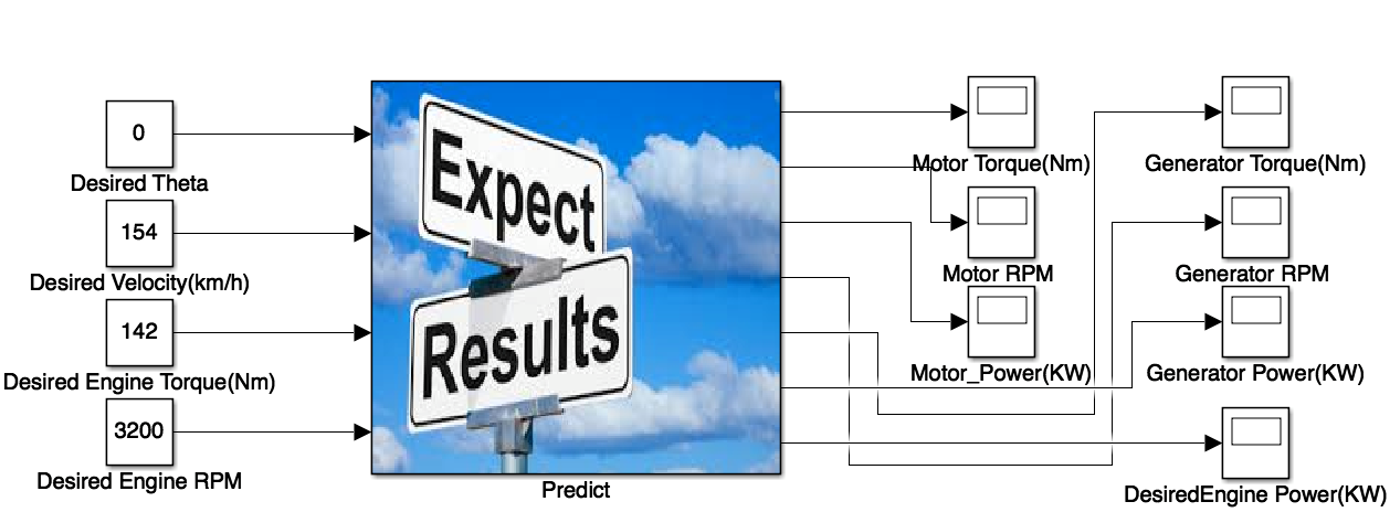 0
Desired Theta
154
Desired Velocity(km/h)
142
Desired Engine Torque(Nm)
3200
Desired Engine RPM
Expect
Results
Predict
Motor Torque(Nm)
Motor RPM
Motor_Power(KW)
Generator Torque(Nm)
Generator RPM
Generator Power(KW)
DesiredEngine Power(KW)